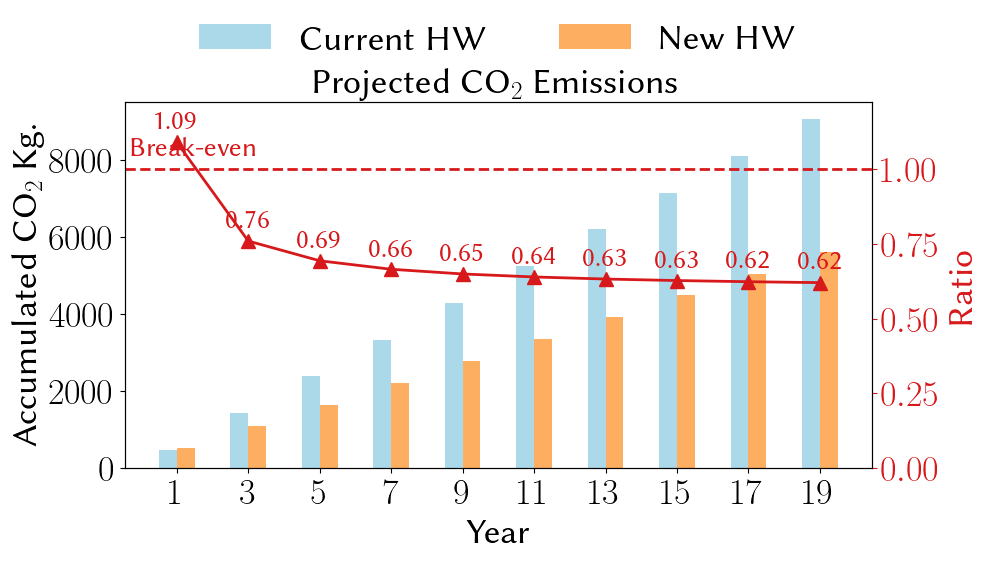 Current HW
New HW
Projected CO₂ Emissions
Accumulated CO₂ Kg.
8000
6000
4000
2000
0
Break-even
1.09
0.76
0.69
0.66
0.65
0.64
0.63
0.63
0.62
0.62
1.00
0.75
0.50
0.25
0.00
Ratio
1 3 5 7 9 11 13 15 17 19
Year